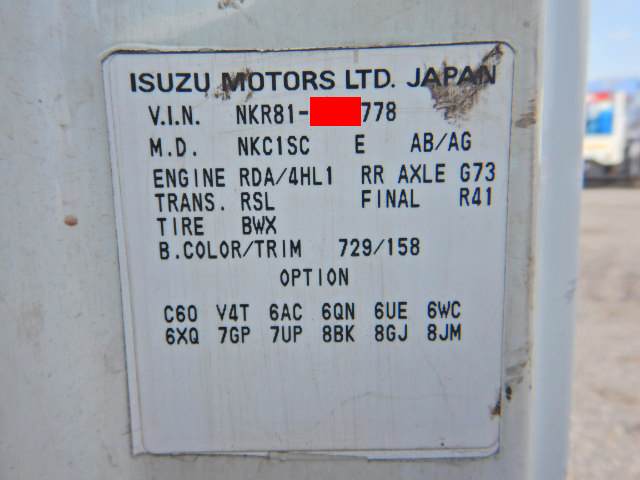 ISUZU MOTORS LTD. JAPAN
V.I.N. NKR81- 778
M.D. NKC1SC E AB/AG
ENGINE RDA/4HL1 RR AXLE G73
TRANS. RSL FINAL R41
TIRE BWX
B.COLOR/TRIM 729/158
OPTION
C60 V4T 6AC 6QN 6UE 6WC
6XQ 7GP 7UP 8BK 8GJ 8JM